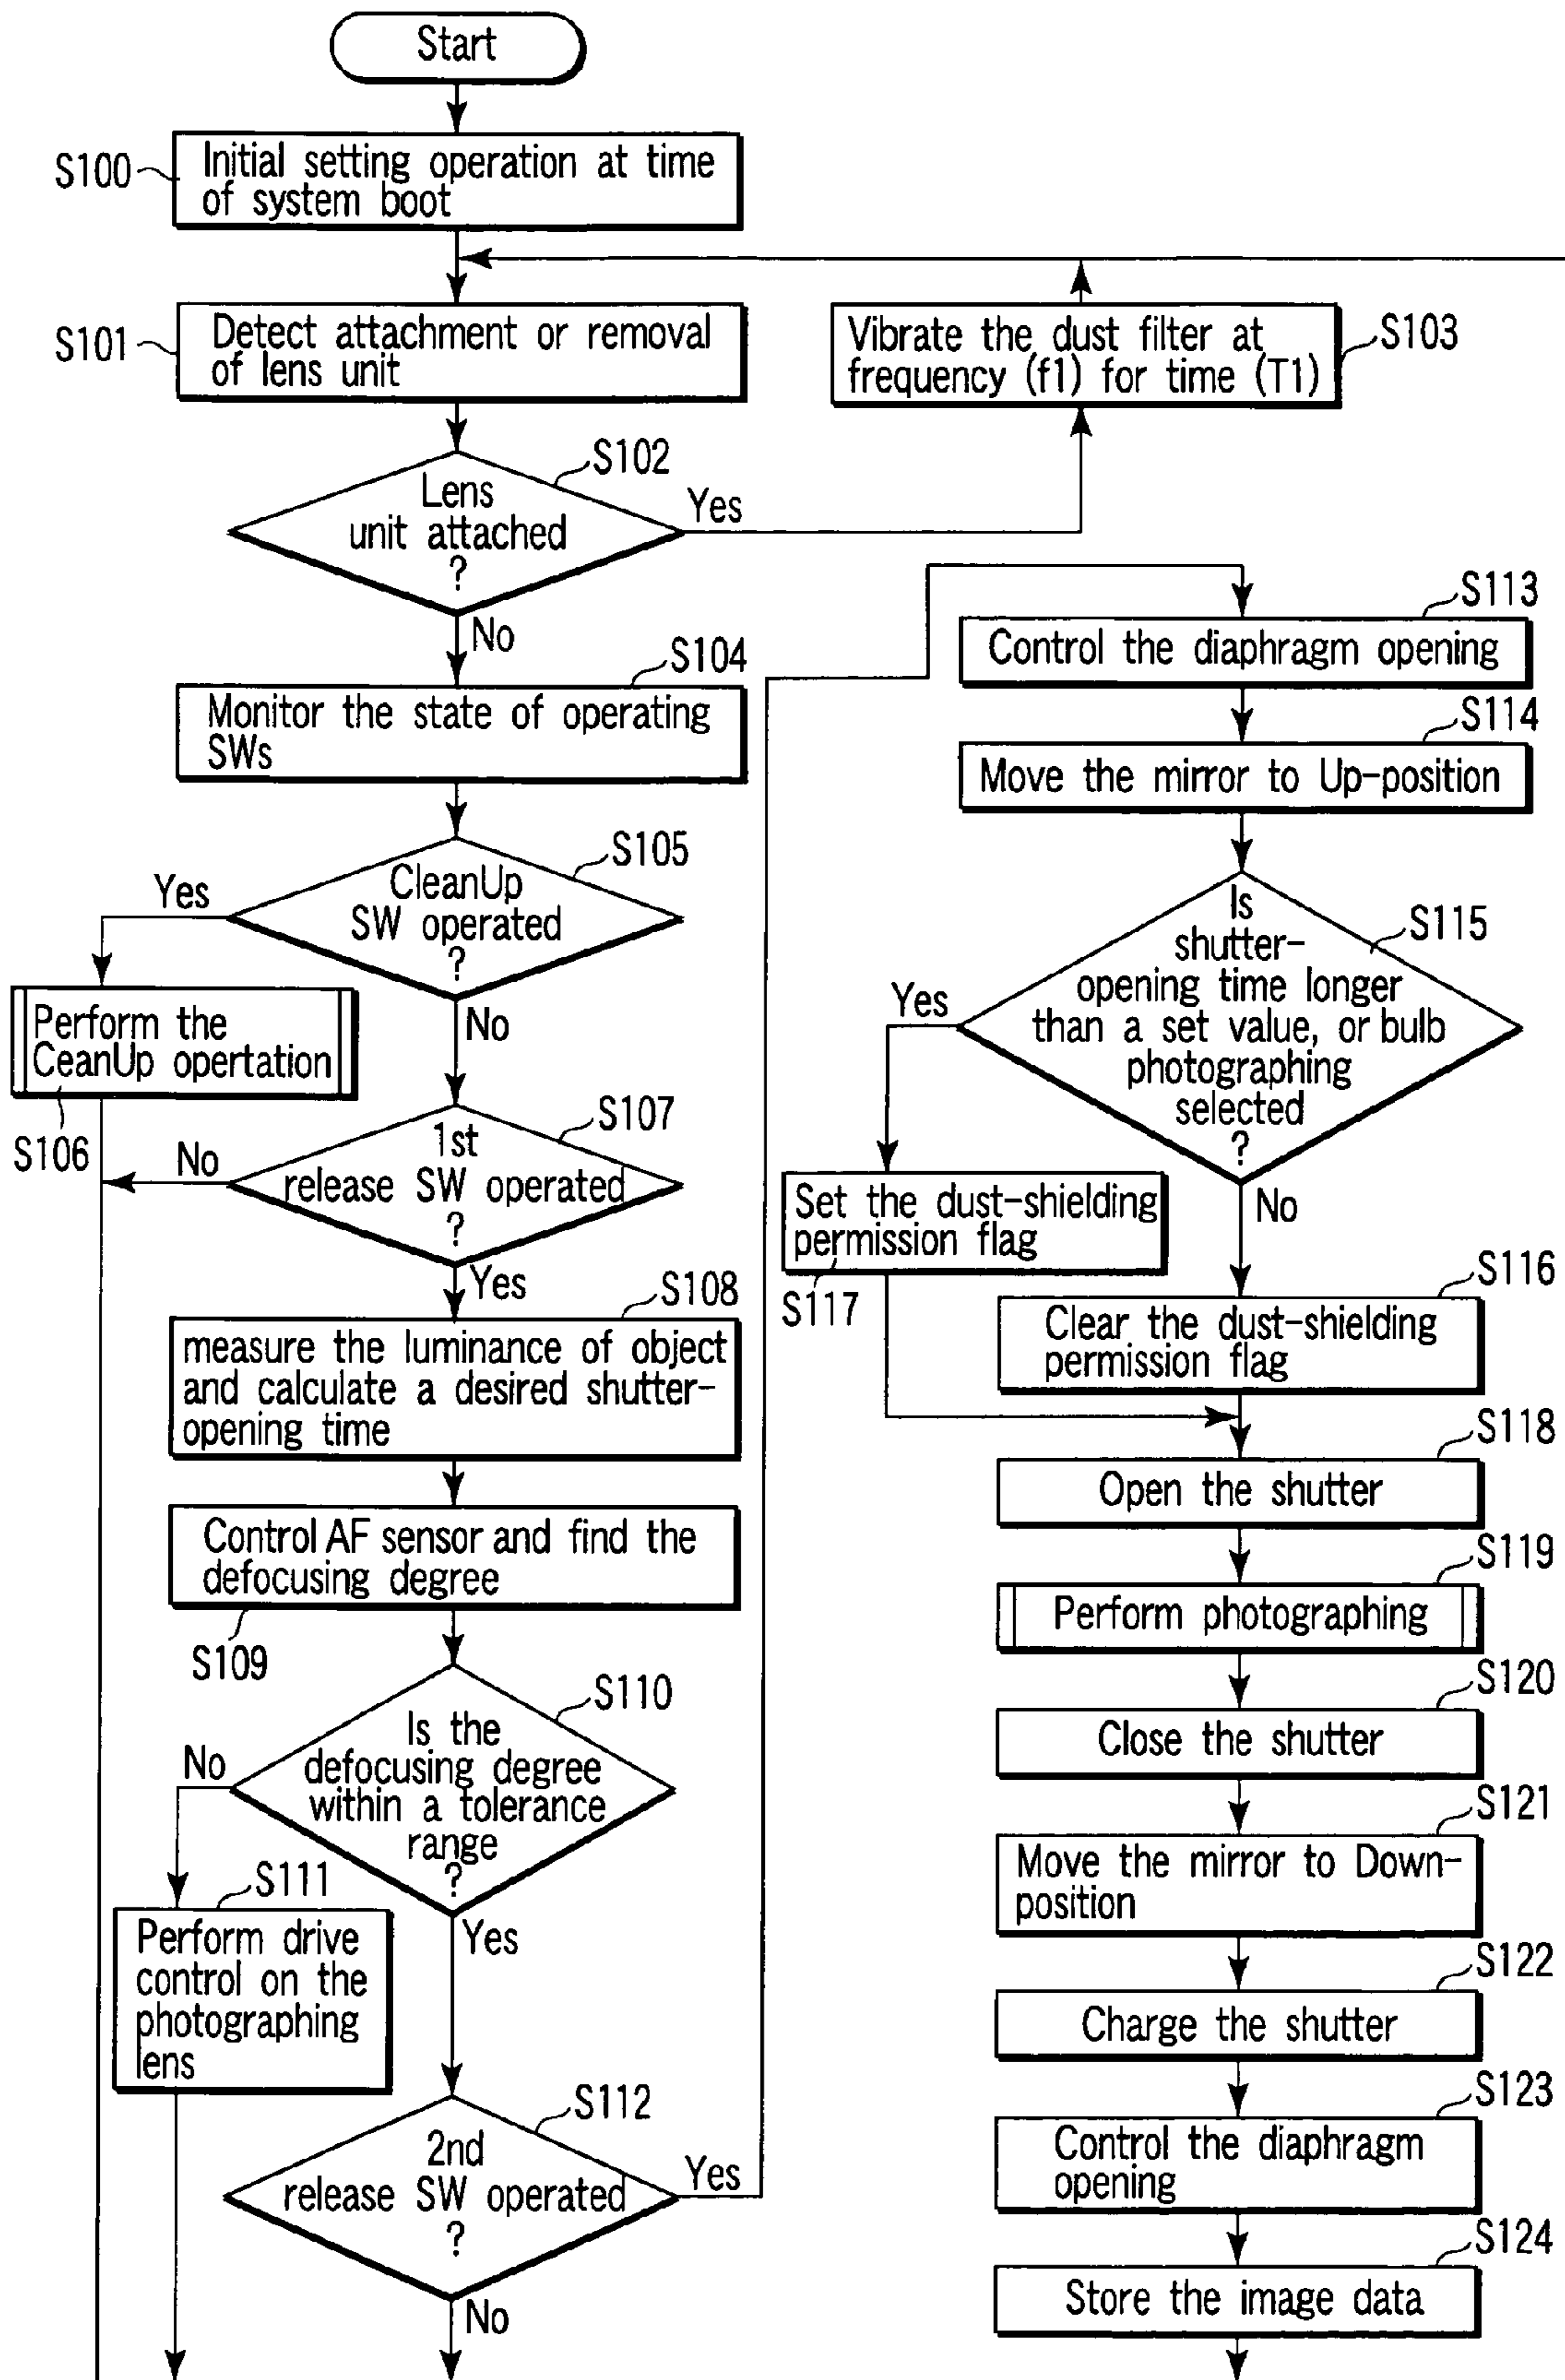 Start
S100
Initial setting operation at time
of system boot
S101
Detect attachment or removal
of lens unit
S102
Lens
unit attached
?
Yes
No
S103
Vibrate the dust filter at
frequency (f1) for time (T1)
S104
Monitor the state of operating
SWs
S105
CleanUp
SW operated
?
Yes
No
Perform the
CeanUp opertation
S106
S107
1st
release SW operated
?
No
Yes
S108
measure the luminance of object
and calculate a desired shutter-
opening time
Control AF sensor and find the
defocusing degree
S109
S110
Is the
defocusing degree
within a tolerance
range
?
No
Yes
S111
Perform drive
control on the
photographing
lens
S112
2nd
release SW operated
?
Yes
No
S113
Control the diaphragm opening
S114
Move the mirror to Up-position
S115
Is
shutter-
opening time longer
than a set value, or bulb
photographing
selected
?
Yes
No
Set the dust-shielding
permission flag
S117
S116
Clear the dust-shielding
permission flag
S118
Open the shutter
S119
Perform photographing
S120
Close the shutter
S121
Move the mirror to Down-
position
S122
Charge the shutter
S123
Control the diaphragm
opening
S124
Store the image data